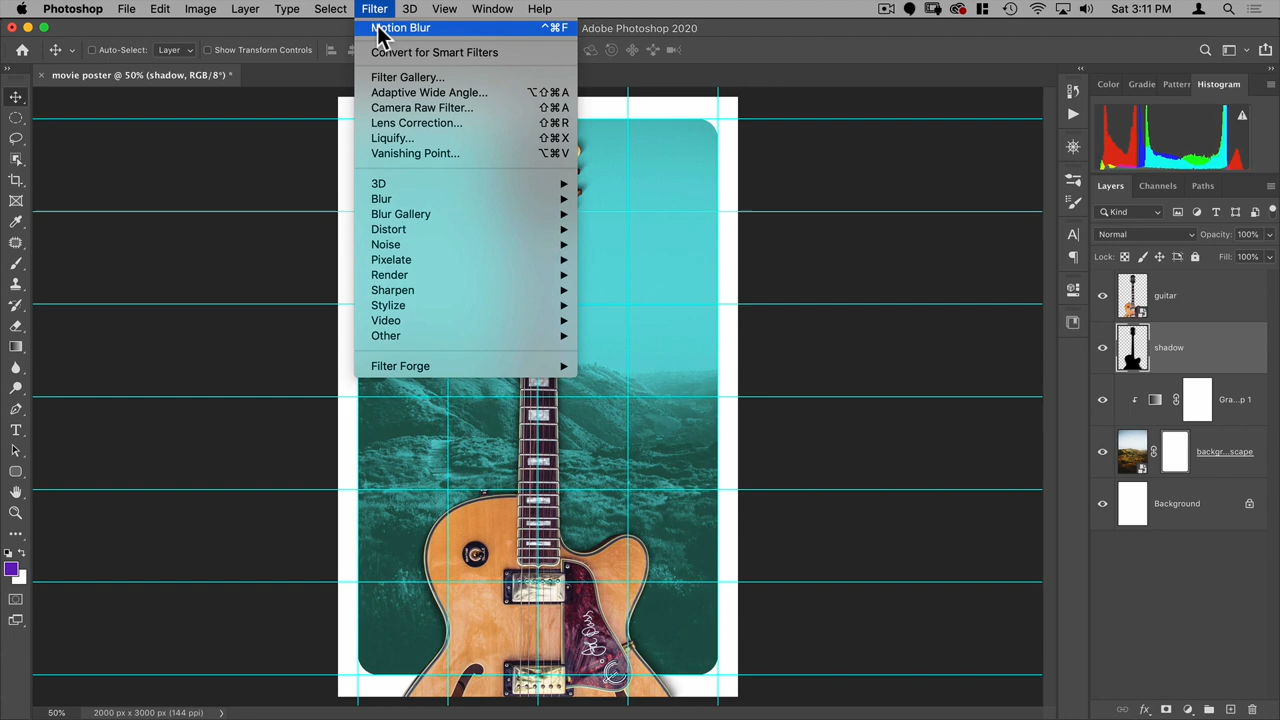 Photoshop File Edit Image Layer Type Select Filter 3D View Window Help
3:11 PM
Auto-Select: Layer Show Transform Controls
Adobe Photoshop 2020
movie poster @ 50% (shadow, RGB/8*) *
Motion Blur ⌃⌘F
Convert for Smart Filters
Filter Gallery...
Adaptive Wide Angle... ⌥⇧⌘A
Camera Raw Filter... ⇧⌘A
Lens Correction... ⇧⌘R
Liquify... ⇧⌘X
Vanishing Point... ⌥⌘V
3D
Blur
Blur Gallery
Distort
Noise
Pixelate
Render
Sharpen
Stylize
Video
Other
Filter Forge
Color Gradie Pattern Histogram
Layers Channels Paths
Kind
Normal Opacity: 100%
Lock: Fill: 100%
guitar
shadow
Gra...p 1
backgr...scope
Background
50% 2000 px x 3000 px (144 ppi)